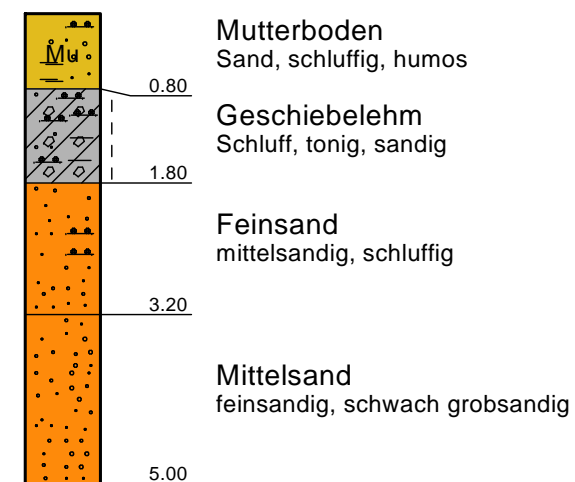 Mutterboden
Mu
Sand, schluffig, humos
0.80
Geschiebelehm
Schluff, tonig, sandig
1.80
Feinsand
mittelsandig, schluffig
3.20
Mittelsand
feinsandig, schwach grobsandig
5.00